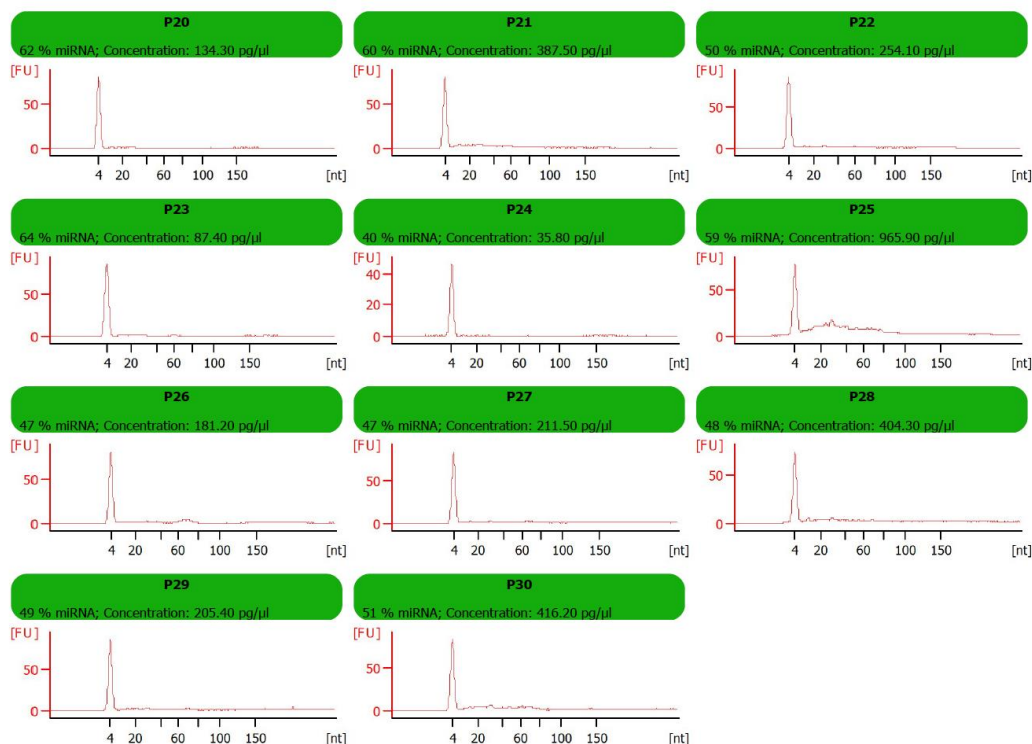 P20
62 % miRNA; Concentration: 134.30 pg/µl
[FU]
50
0
4 20 60 100 150 [nt]
P21
60 % miRNA; Concentration: 387.50 pg/µl
[FU]
50
0
4 20 60 100 150 [nt]
P22
50 % miRNA; Concentration: 254.10 pg/µl
[FU]
50
0
4 20 60 100 150 [nt]
P23
64 % miRNA; Concentration: 87.40 pg/µl
[FU]
50
0
4 20 60 100 150 [nt]
P24
40 % miRNA; Concentration: 35.80 pg/µl
[FU]
40
20
0
4 20 60 100 150 [nt]
P25
59 % miRNA; Concentration: 965.90 pg/µl
[FU]
50
0
4 20 60 100 150 [nt]
P26
47 % miRNA; Concentration: 181.20 pg/µl
[FU]
50
0
4 20 60 100 150 [nt]
P27
47 % miRNA; Concentration: 211.50 pg/µl
[FU]
50
0
4 20 60 100 150 [nt]
P28
48 % miRNA; Concentration: 404.30 pg/µl
[FU]
50
0
4 20 60 100 150 [nt]
P29
49 % miRNA; Concentration: 205.40 pg/µl
[FU]
50
0
4 20 60 100 150 [nt]
P30
51 % miRNA; Concentration: 416.20 pg/µl
[FU]
50
0
4 20 60 100 150 [nt]